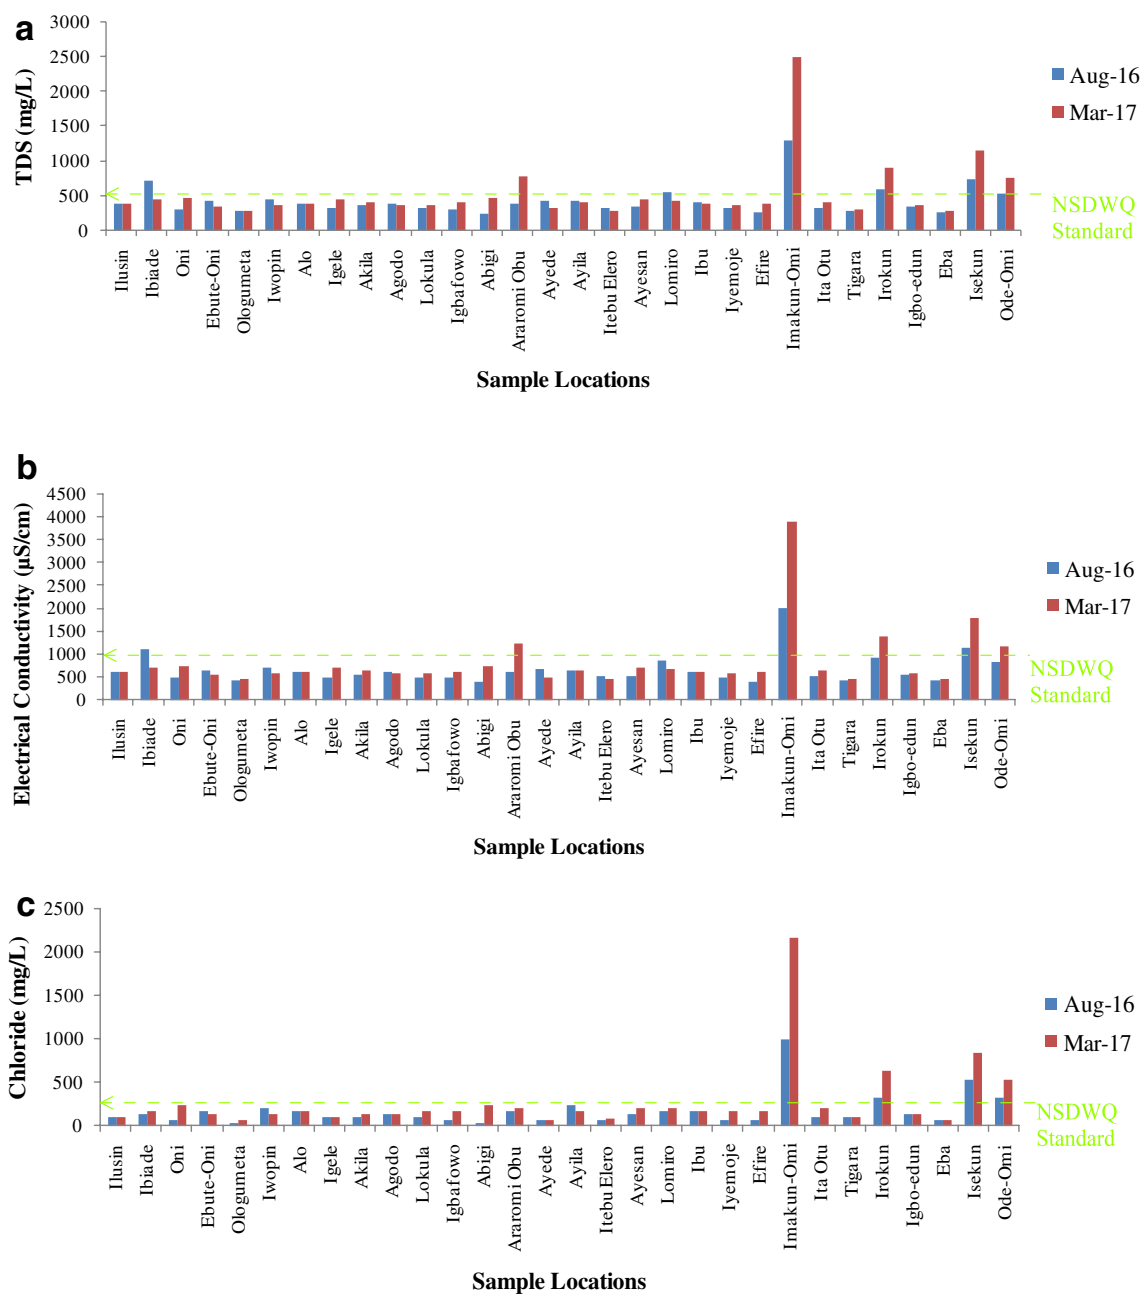 a
TDS (mg/L)
3000
2500
2000
1500
1000
500
0
Aug-16
Mar-17
NSDWQ
Standard
Ilusin
Ibiade
Oni
Ebute-Oni
Ologumeta
Iwopin
Alo
Igele
Akila
Agodo
Lokula
Igbafowo
Abigi
Araromi Obu
Ayede
Ayila
Itebu Elero
Ayesan
Lomiro
Ibu
Iyemoje
Efire
Imakun-Omi
Ita Otu
Tigara
Irokun
Igbo-edun
Eba
Isekun
Ode-Omi
Sample Locations
b
Electrical Conductivity (µS/cm)
4500
4000
3500
3000
2500
2000
1500
1000
500
0
Aug-16
Mar-17
NSDWQ
Standard
Ilusin
Ibiade
Oni
Ebute-Oni
Ologumeta
Iwopin
Alo
Igele
Akila
Agodo
Lokula
Igbafowo
Abigi
Araromi Obu
Ayede
Ayila
Itebu Elero
Ayesan
Lomiro
Ibu
Iyemoje
Efire
Imakun-Omi
Ita Otu
Tigara
Irokun
Igbo-edun
Eba
Isekun
Ode-Omi
Sample Locations
c
Chloride (mg/L)
2500
2000
1500
1000
500
0
Aug-16
Mar-17
NSDWQ
Standard
Ilusin
Ibiade
Oni
Ebute-Oni
Ologumeta
Iwopin
Alo
Igele
Akila
Agodo
Lokula
Igbafowo
Abigi
Araromi Obu
Ayede
Ayila
Itebu Elero
Ayesan
Lomiro
Ibu
Iyemoje
Efire
Imakun-Omi
Ita Otu
Tigara
Irokun
Igbo-edun
Eba
Isekun
Ode-Omi
Sample Locations